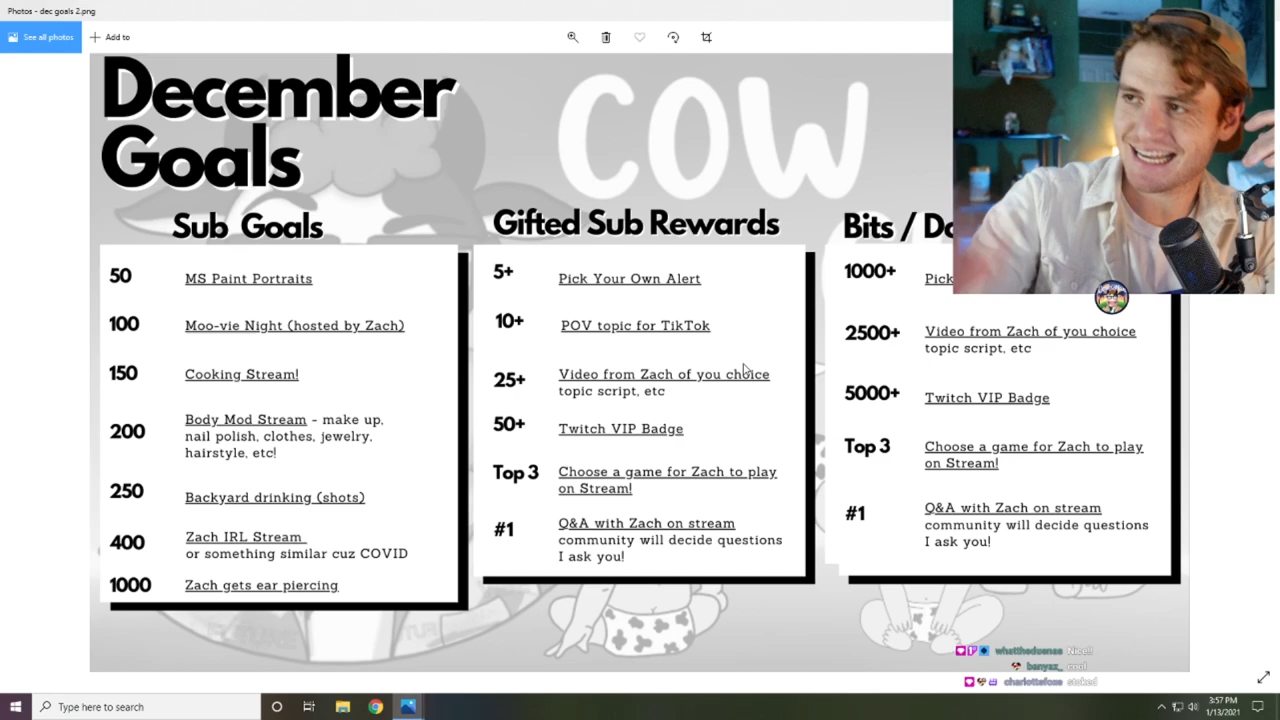 Photos - dec goals 2.png
See all photos
Add to
December
Goals
COW
Sub Goals
50 MS Paint Portraits
100 Moo-vie Night (hosted by Zach)
150 Cooking Stream!
200 Body Mod Stream - make up,
nail polish, clothes, jewelry,
hairstyle, etc!
250 Backyard drinking (shots)
400 Zach IRL Stream
or something similar cuz COVID
1000 Zach gets ear piercing
Gifted Sub Rewards
5+ Pick Your Own Alert
10+ POV topic for TikTok
25+ Video from Zach of you choice
topic script, etc
50+ Twitch VIP Badge
Top 3 Choose a game for Zach to play
on Stream!
#1 Q&A with Zach on stream
community will decide questions
I ask you!
Bits / Do
1000+ Pick
2500+ Video from Zach of you choice
topic script, etc
5000+ Twitch VIP Badge
Top 3 Choose a game for Zach to play
on Stream!
#1 Q&A with Zach on stream
community will decide questions
I ask you!
Nice!!
banyaz_ cool
charlottefoxe stoked
Type here to search
3:57 PM
1/13/2021